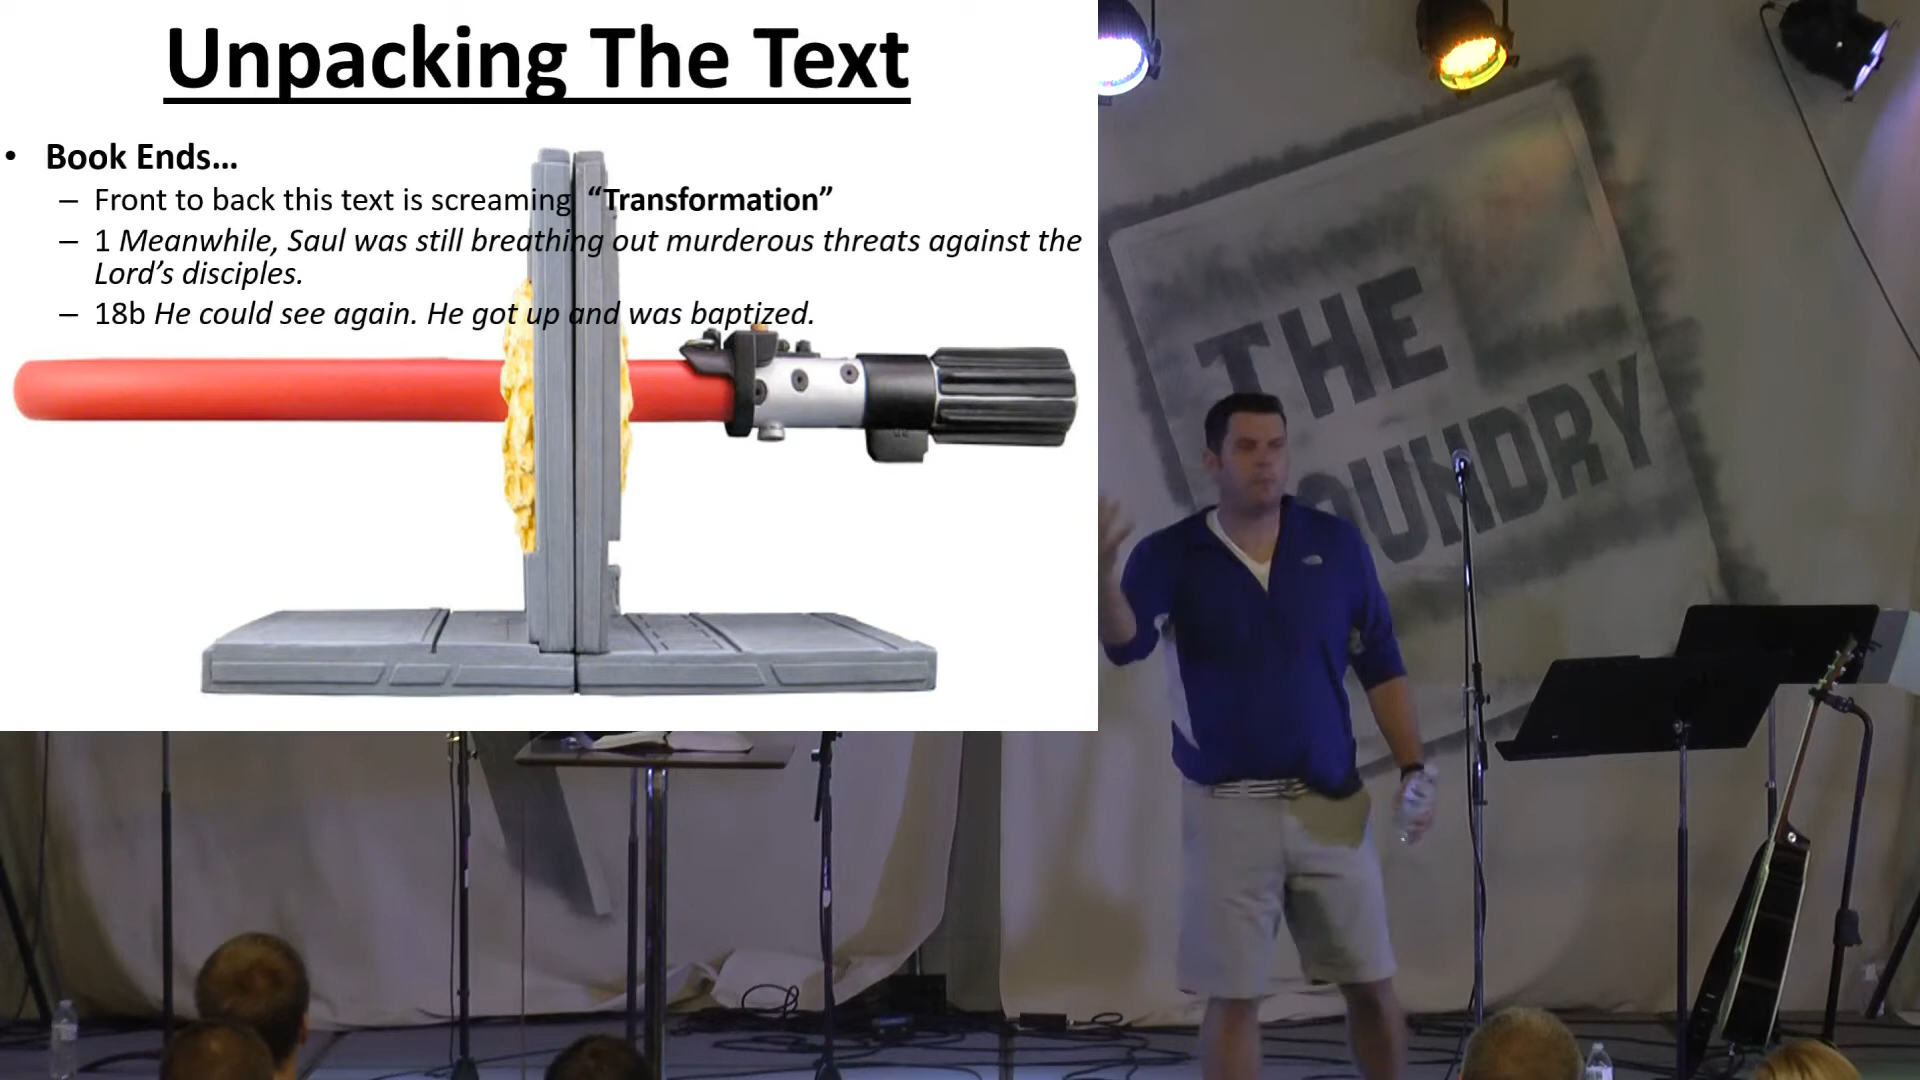 Unpacking The Text
• Book Ends…
– Front to back this text is screaming “Transformation”
– 1 Meanwhile, Saul was still breathing out murderous threats against the
Lord’s disciples.
– 18b He could see again. He got up and was baptized.
THE
OUNDRY